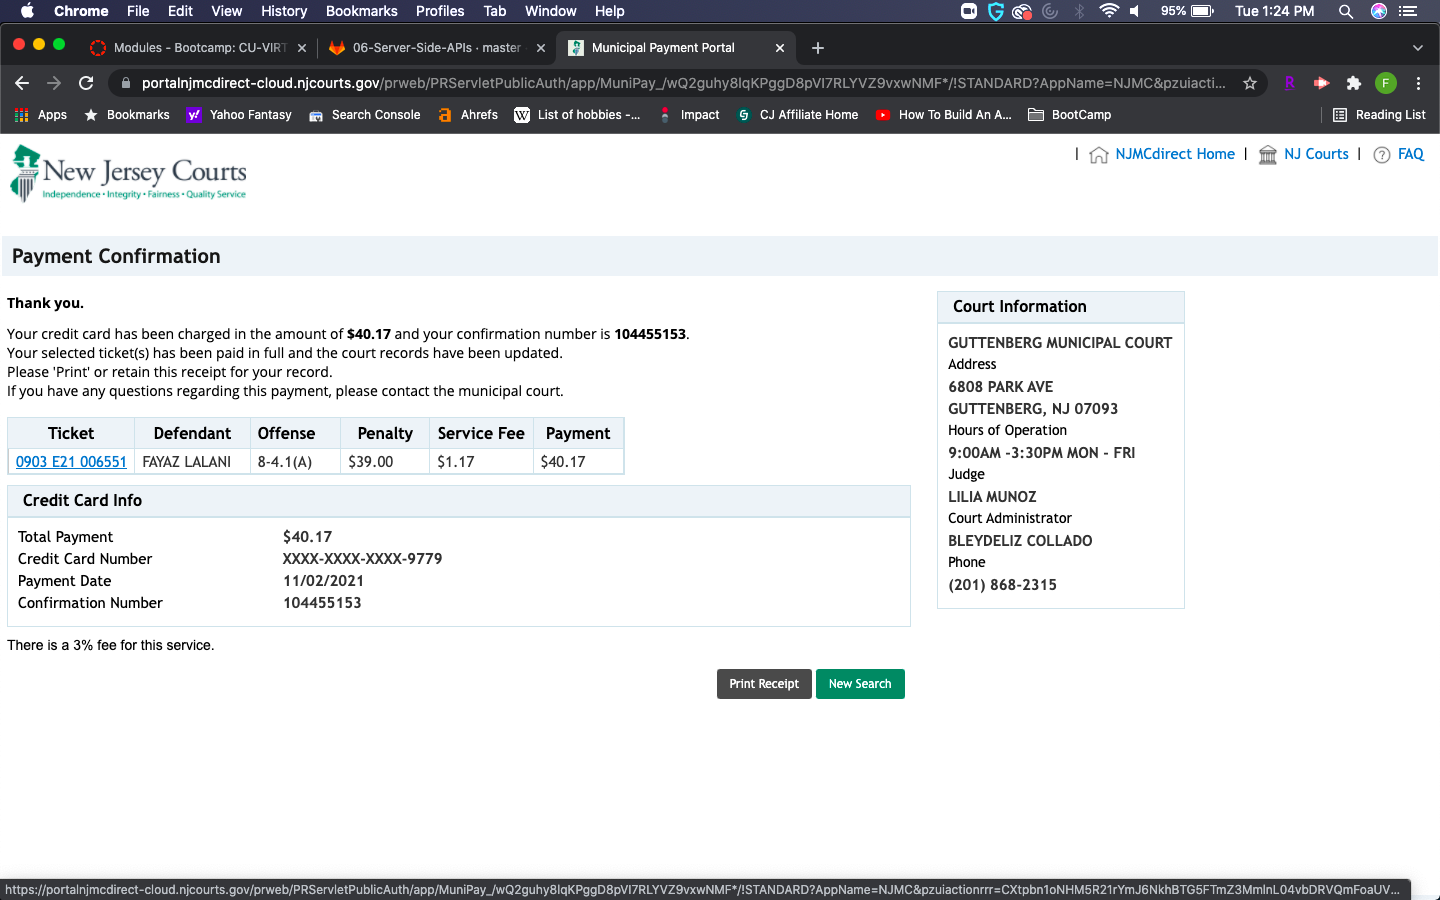 Chrome File Edit View History Bookmarks Profiles Tab Window Help 95% Tue 1:24 PM
Modules - Bootcamp: CU-VIRT 06-Server-Side-APIs · master Municipal Payment Portal
portalnjmcdirect-cloud.njcourts.gov/prweb/PRServletPublicAuth/app/MuniPay_/wQ2guhy8lqKPggD8pVI7RLYVZ9vxwNMF*/!STANDARD?AppName=NJMC&pzuiacti... R F
Apps Bookmarks Yahoo Fantasy Search Console Ahrefs List of hobbies -... Impact CJ Affiliate Home How To Build An A... BootCamp Reading List
New Jersey Courts
Independence • Integrity • Fairness • Quality Service
| NJMCdirect Home | NJ Courts | FAQ
Payment Confirmation
Thank you.
Your credit card has been charged in the amount of $40.17 and your confirmation number is 104455153.
Your selected ticket(s) has been paid in full and the court records have been updated.
Please 'Print' or retain this receipt for your record.
If you have any questions regarding this payment, please contact the municipal court.
Ticket Defendant Offense Penalty Service Fee Payment
0903 E21 006551 FAYAZ LALANI 8-4.1(A) $39.00 $1.17 $40.17
Credit Card Info
Total Payment $40.17
Credit Card Number XXXX-XXXX-XXXX-9779
Payment Date 11/02/2021
Confirmation Number 104455153
There is a 3% fee for this service.
Print Receipt New Search
Court Information
GUTTENBERG MUNICIPAL COURT
Address
6808 PARK AVE
GUTTENBERG, NJ 07093
Hours of Operation
9:00AM -3:30PM MON - FRI
Judge
LILIA MUNOZ
Court Administrator
BLEYDELIZ COLLADO
Phone
(201) 868-2315
https://portalnjmcdirect-cloud.njcourts.gov/prweb/PRServletPublicAuth/app/MuniPay_/wQ2guhy8lqKPggD8pVI7RLYVZ9vxwNMF*/!STANDARD?AppName=NJMC&pzuiactionrrr=CXtpbn1oNHM5R21rYmJ6NkhBTG5FTmZ3MmlnL04vbDRVQmFoaUV...